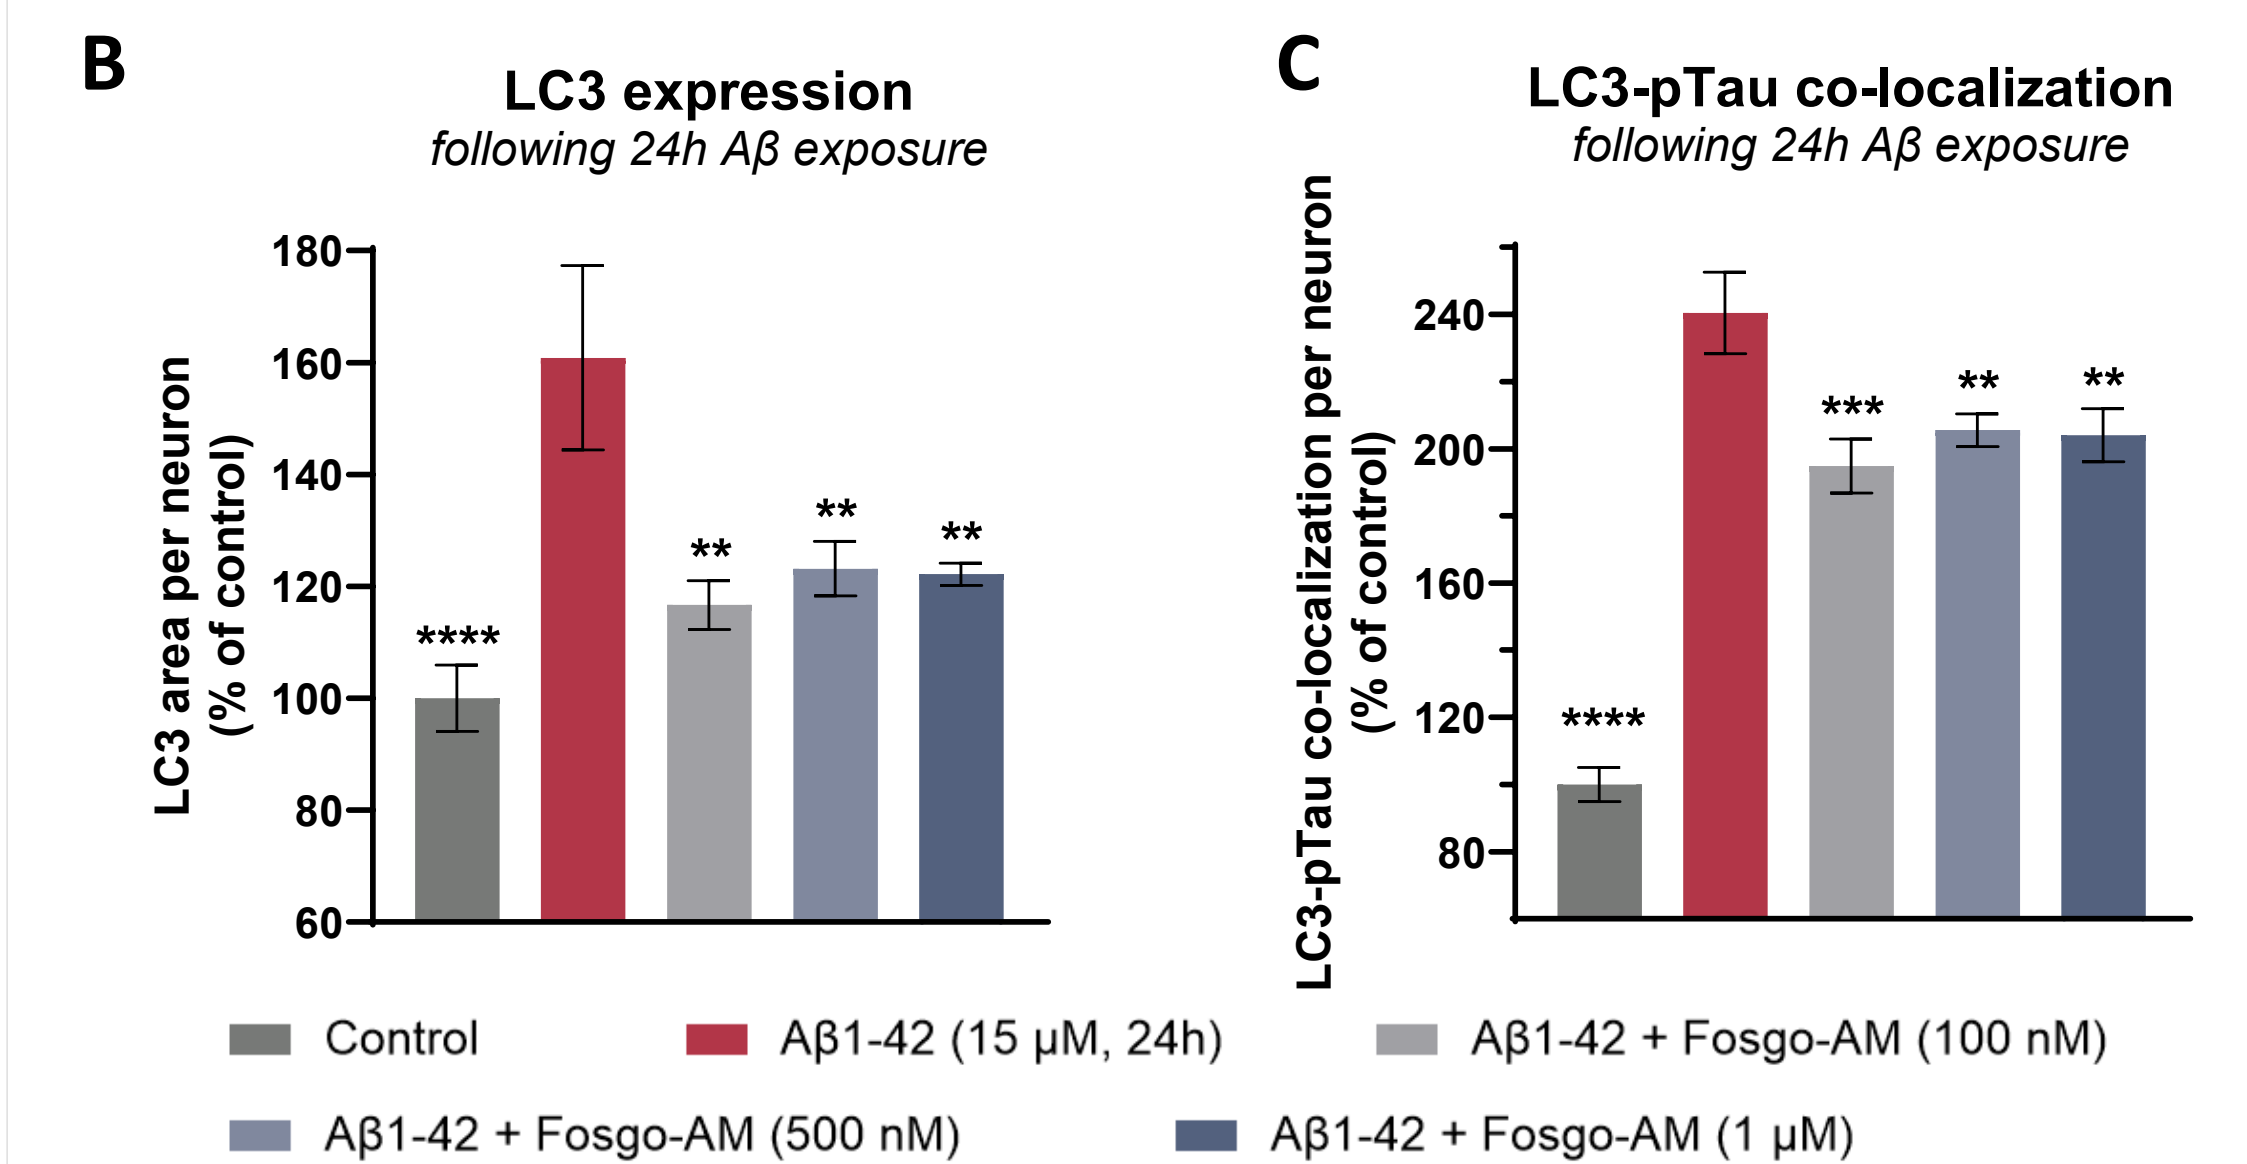 B
LC3 expression
following 24h Aβ exposure
LC3 area per neuron
(% of control)
180
160
140
120
100
80
60
****
**
**
**
C
LC3-pTau co-localization
following 24h Aβ exposure
LC3-pTau co-localization per neuron
(% of control)
240
200
160
120
80
****
***
**
**
Control
Aβ1-42 (15 μM, 24h)
Aβ1-42 + Fosgo-AM (100 nM)
Aβ1-42 + Fosgo-AM (500 nM)
Aβ1-42 + Fosgo-AM (1 μM)